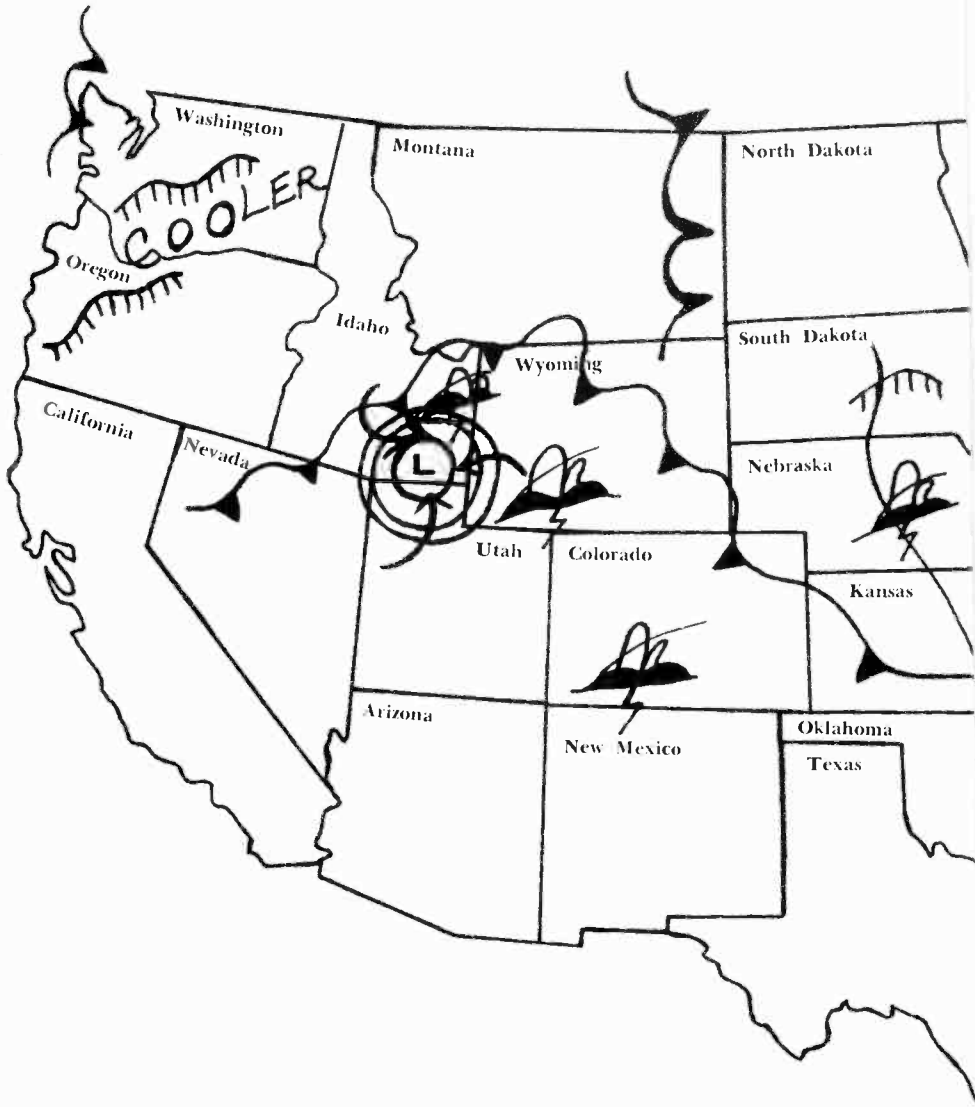 Washington
Montana
North Dakota
COOLER
Oregon
Idaho
South Dakota
Wyoming
California
Nevada
L
Nebraska
Utah
Colorado
Kansas
Arizona
Oklahoma
New Mexico
Texas